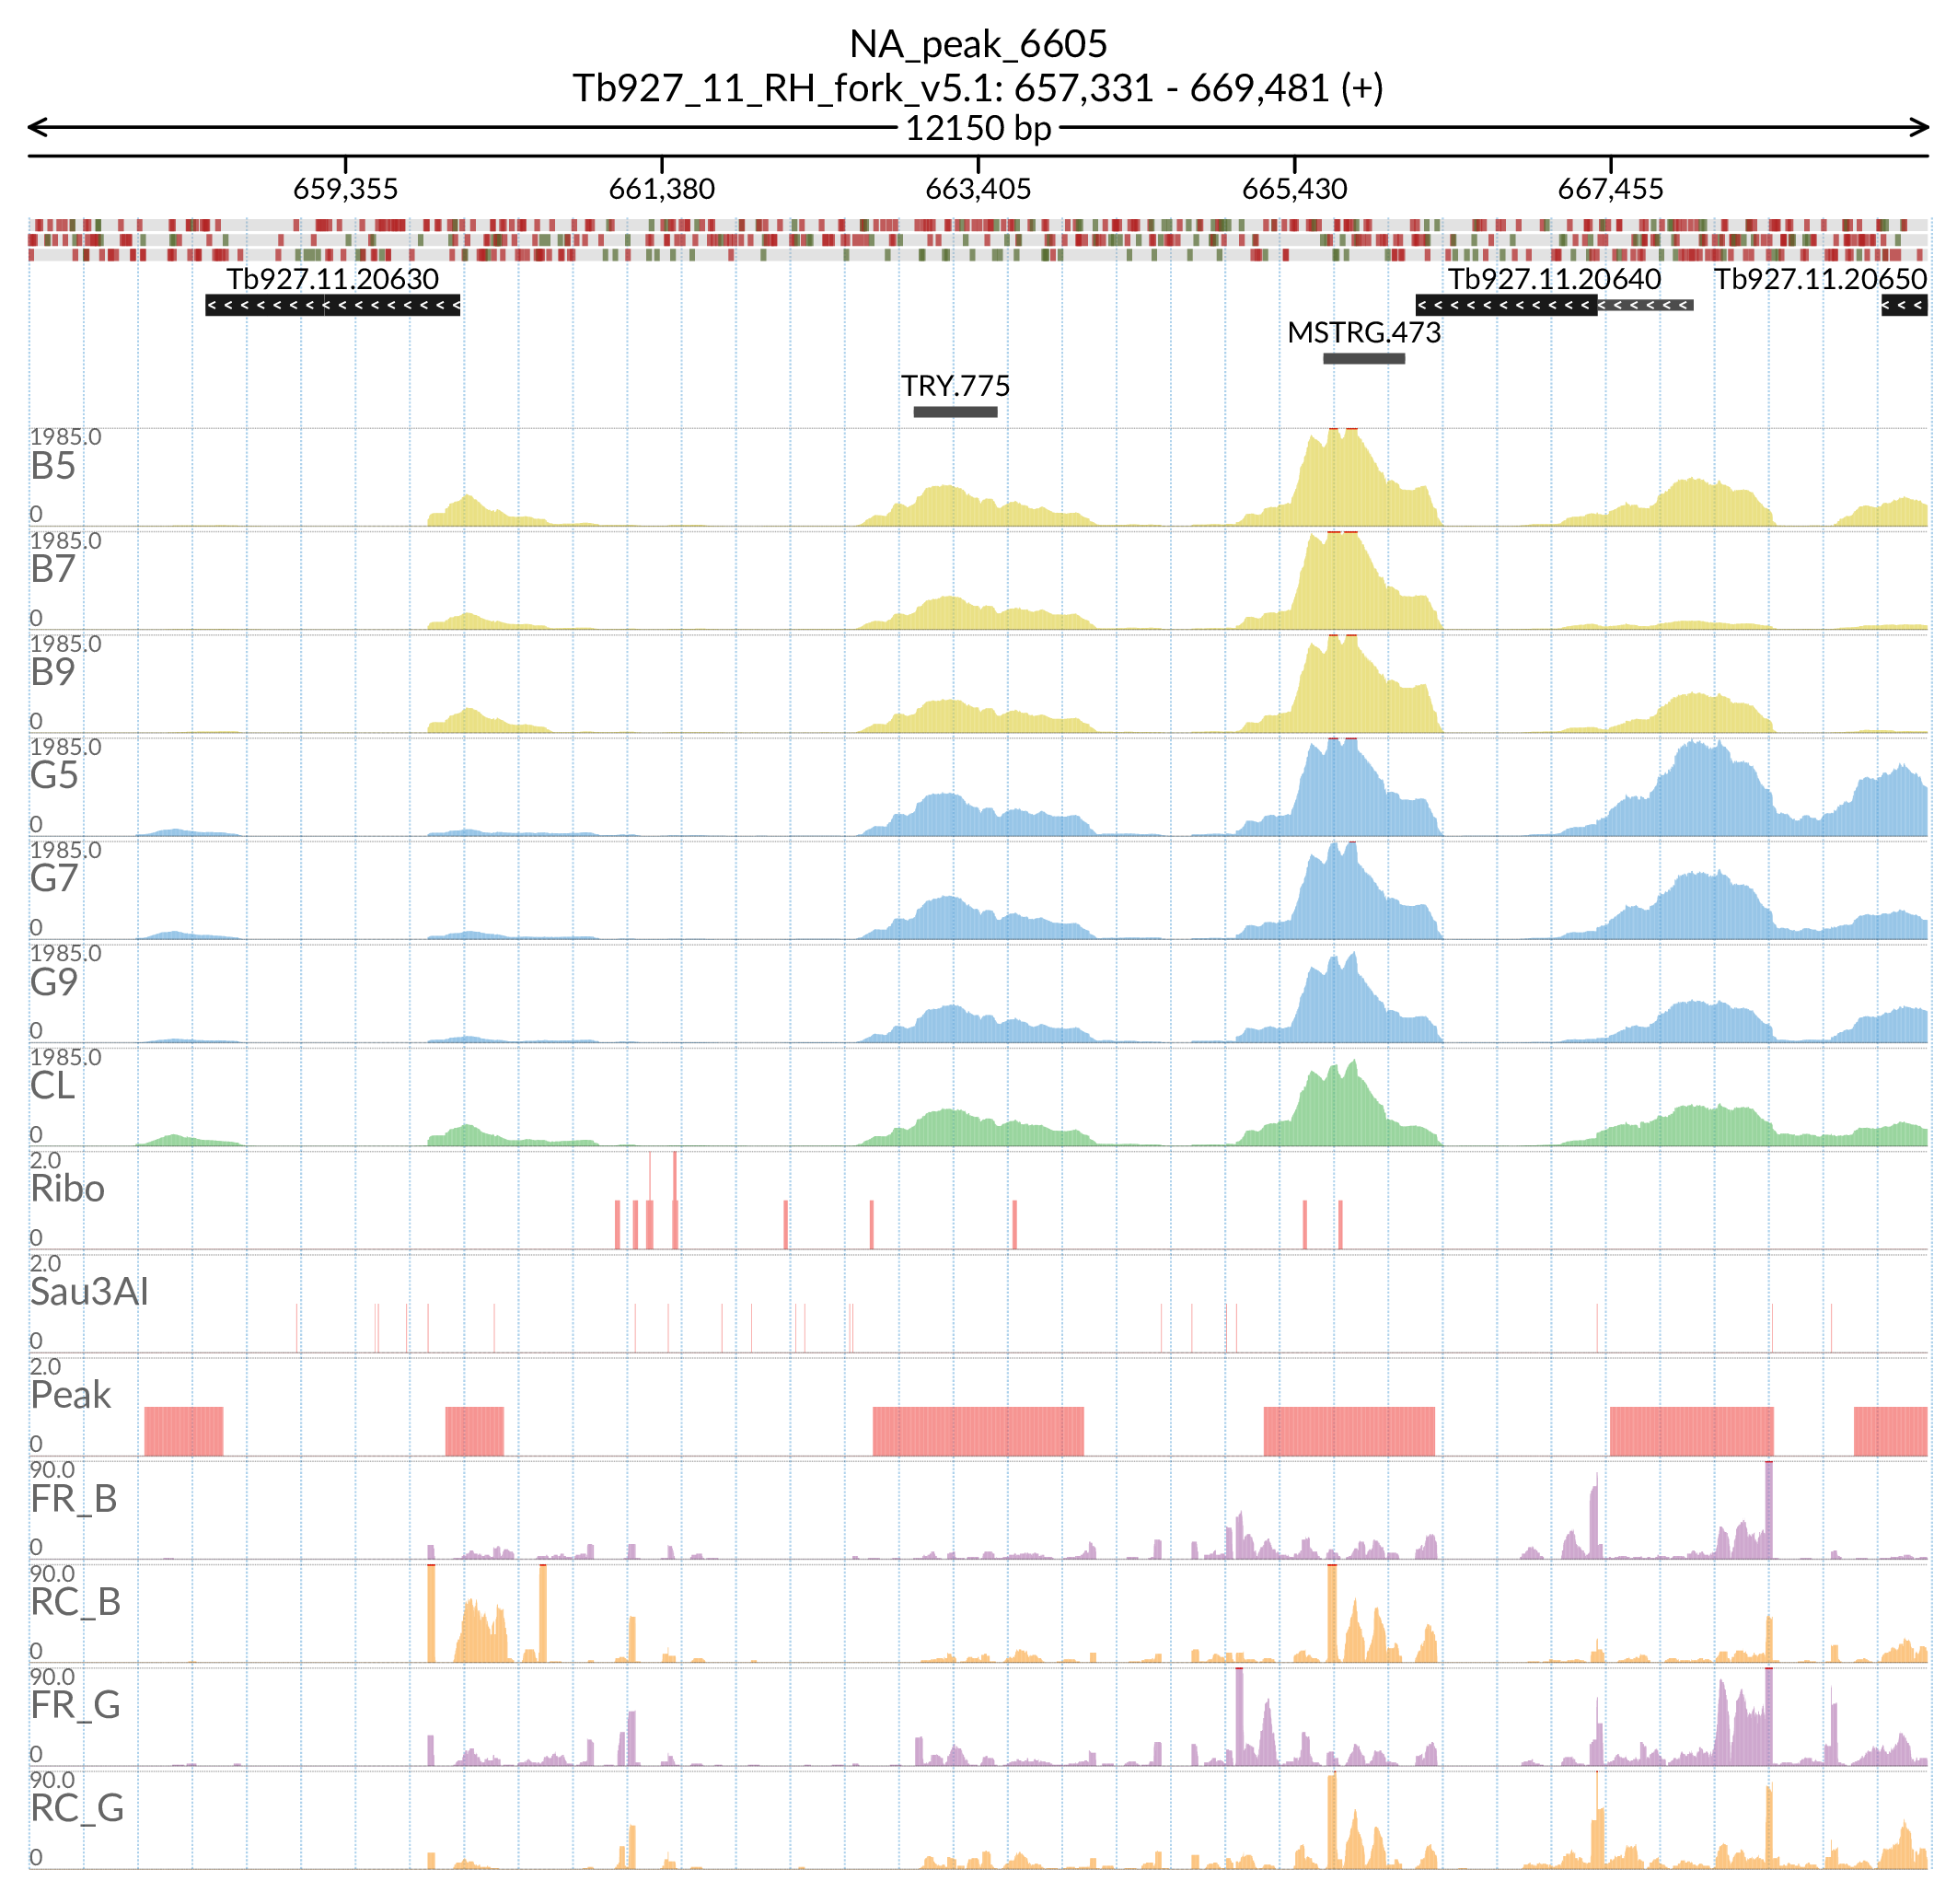 NA_peak_6605
Tb927_11_RH_fork_v5.1: 657,331 - 669,481 (+)
12150 bp
659,355 661,380 663,405 665,430 667,455
Tb927.11.20630 Tb927.11.20640 Tb927.11.20650
MSTRG.473
TRY.775
1985.0
B5
0
1985.0
B7
0
1985.0
B9
0
1985.0
G5
0
1985.0
G7
0
1985.0
G9
0
1985.0
CL
0
2.0
Ribo
0
2.0
Sau3AI
0
2.0
Peak
0
90.0
FR_B
0
90.0
RC_B
0
90.0
FR_G
0
90.0
RC_G
0